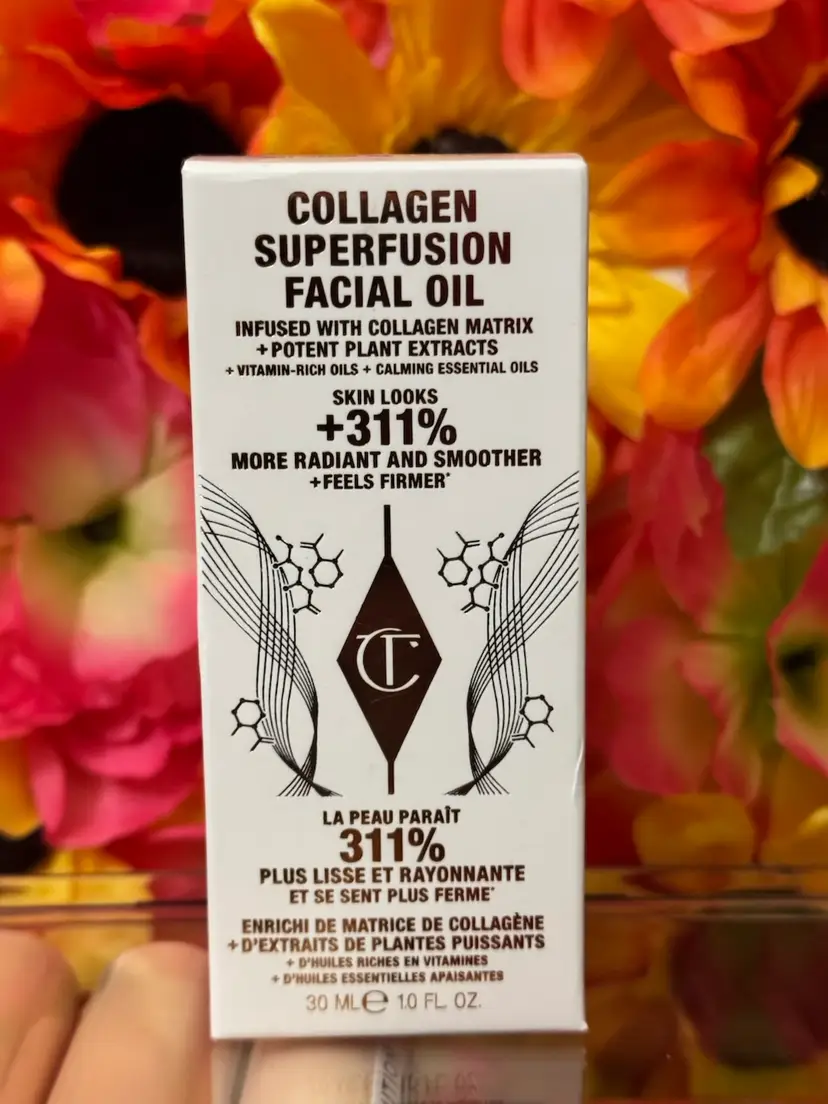 COLLAGEN
SUPERFUSION
FACIAL OIL
INFUSED WITH COLLAGEN MATRIX
+POTENT PLANT EXTRACTS
+ VITAMIN-RICH OILS + CALMING ESSENTIAL OILS
SKIN LOOKS
+311%
MORE RADIANT AND SMOOTHER
+FEELS FIRMER*
CT
LA PEAU PARAÎT
311%
PLUS LISSE ET RAYONNANTE
ET SE SENT PLUS FERME*
ENRICHI DE MATRICE DE COLLAGÈNE
+D'EXTRAITS DE PLANTES PUISSANTS
+ D'HUILES RICHES EN VITAMINES
+ D'HUILES ESSENTIELLES APAISANTES
30 ML℮ 1.0 FL. OZ.